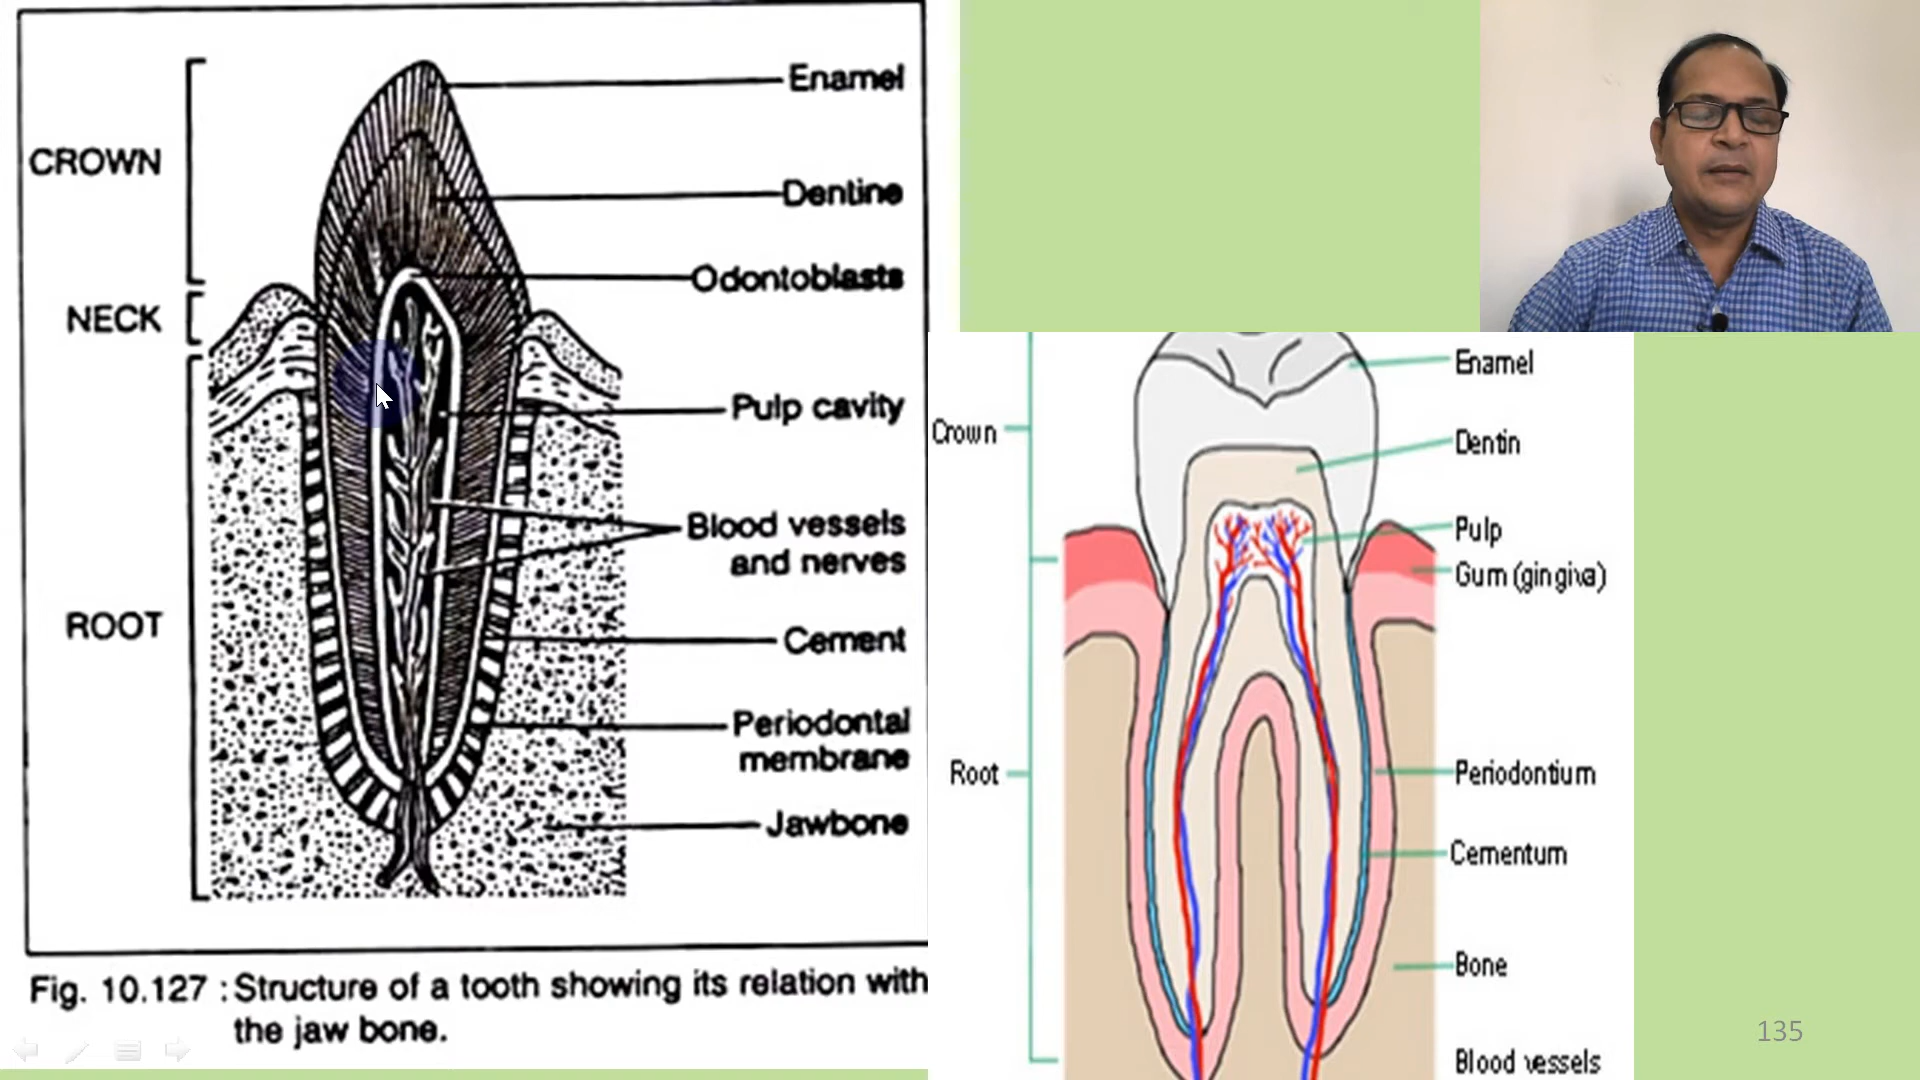 CROWN
NECK
ROOT
Enamel
Dentine
Odontoblasts
Pulp cavity
Blood vessels
and nerves
Cement
Periodontal
membrane
Jawbone
Fig. 10.127 : Structure of a tooth showing its relation with
the jaw bone.
Crown
Root
Enamel
Dentin
Pulp
Gum (gingiva)
Periodontium
Cementum
Bone
Blood vessels
135